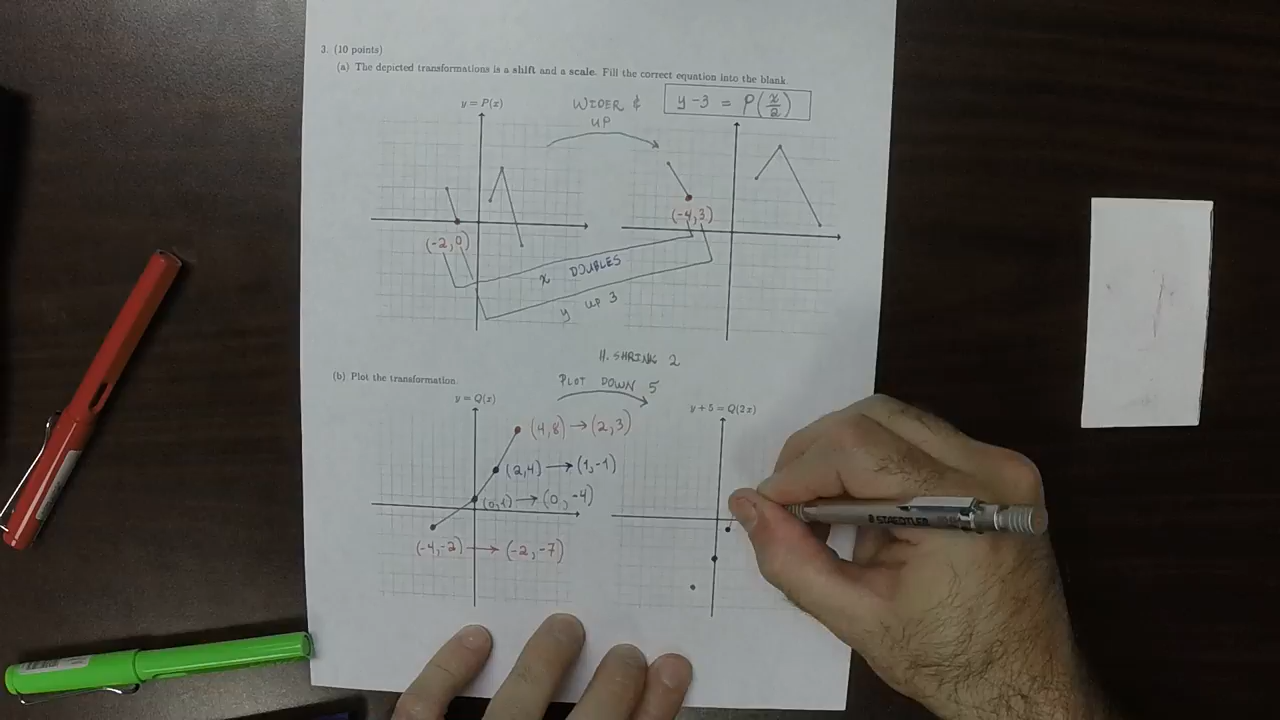 3. (10 points)
(a) The depicted transformations is a shift and a scale. Fill the correct equation into the blank.
y = P(x)
WIDER &
UP
y-3 = P(x/2)
(-4,3)
(-2,0)
x DOUBLES
y UP 3
H. SHRINK 2
(b) Plot the transformation.
PLOT DOWN 5
y = Q(x)
y + 5 = Q(2x)
(4,8) → (2,3)
(2,4) → (1,-1)
(0,1) → (0,-4)
(-4,-2) → (-2,-7)
STAEDTLER